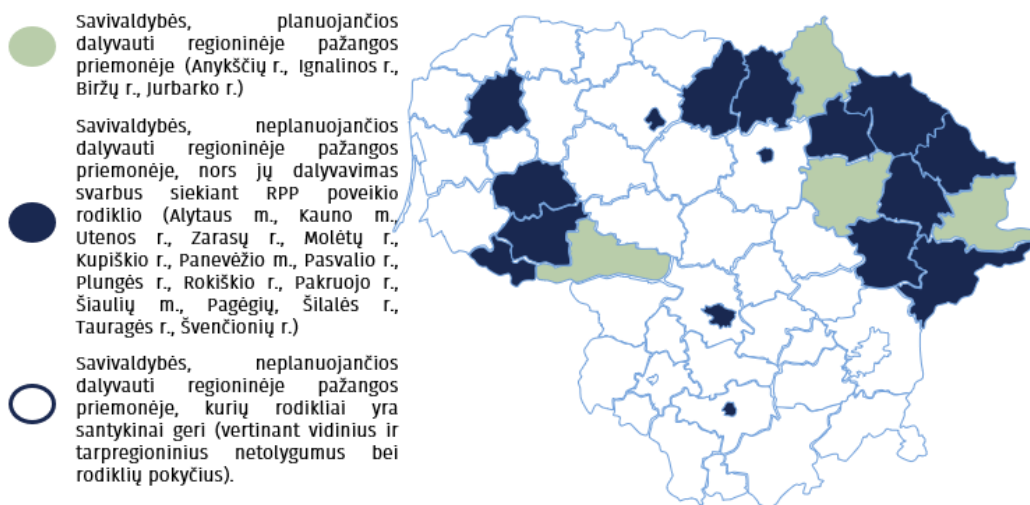 Savivaldybės, planuojančios
dalyvauti regioninėje pažangos
priemonėje (Anykščių r., Ignalinos r.,
Biržų r., Jurbarko r.)
Savivaldybės, neplanuojančios
dalyvauti regioninėje pažangos
priemonėje, nors jų dalyvavimas
svarbus siekiant RPP poveikio
rodiklio (Alytaus m., Kauno m.,
Utenos r., Zarasų r., Molėtų r.,
Kupiškio r., Panevėžio m., Pasvalio r.,
Plungės r., Rokiškio r., Pakruojo r.,
Šiaulių m., Pagėgių, Šilalės r.,
Tauragės r., Švenčionių r.)
Savivaldybės, neplanuojančios
dalyvauti regioninėje pažangos
priemonėje, kurių rodikliai yra
santykinai geri (vertinant vidinius ir
tarpregioninius netolygumus bei
rodiklių pokyčius).